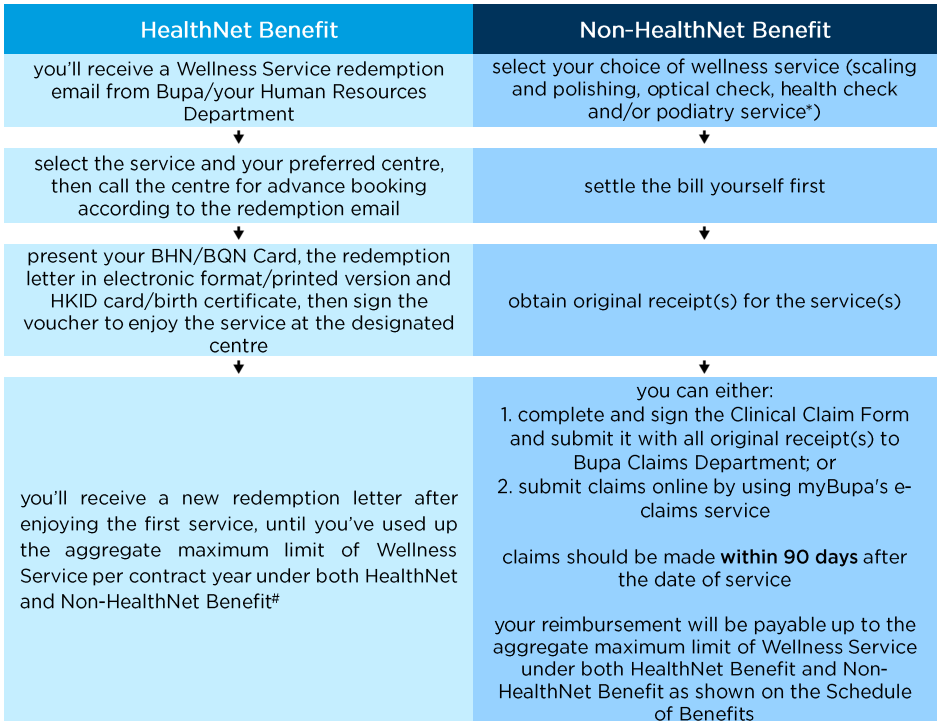 HealthNet Benefit
Non-HealthNet Benefit
you'll receive a Wellness Service redemption
email from Bupa/your Human Resources
Department
select your choice of wellness service (scaling
and polishing, optical check, health check
and/or podiatry service*)
select the service and your preferred centre,
then call the centre for advance booking
according to the redemption email
settle the bill yourself first
present your BHN/BQN Card, the redemption
letter in electronic format/printed version and
HKID card/birth certificate, then sign the
voucher to enjoy the service at the designated
centre
obtain original receipt(s) for the service(s)
you'll receive a new redemption letter after
enjoying the first service, until you've used up
the aggregate maximum limit of Wellness
Service per contract year under both HealthNet
and Non-HealthNet Benefit#
you can either:
1. complete and sign the Clinical Claim Form
and submit it with all original receipt(s) to
Bupa Claims Department; or
2. submit claims online by using myBupa's e-
claims service
claims should be made within 90 days after
the date of service
your reimbursement will be payable up to the
aggregate maximum limit of Wellness Service
under both HealthNet Benefit and Non-
HealthNet Benefit as shown on the Schedule
of Benefits